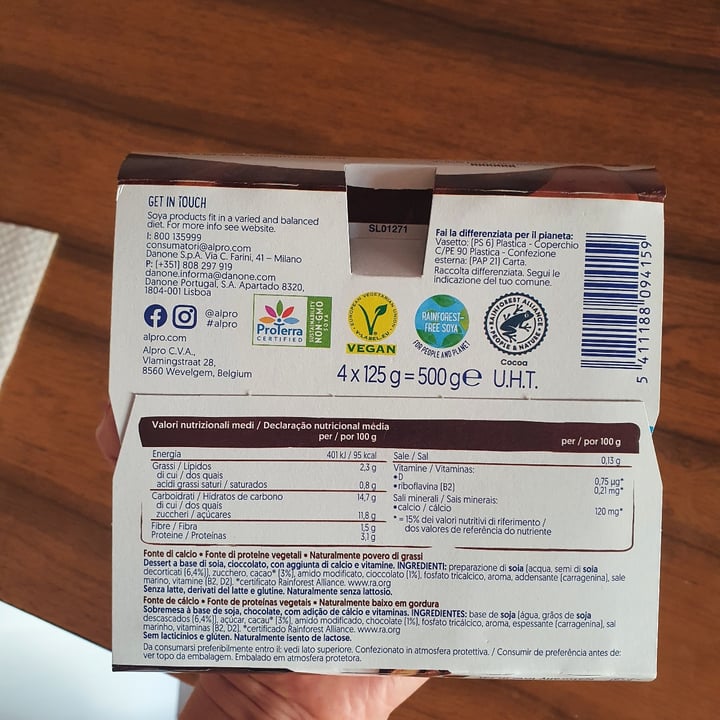 GET IN TOUCH
Soya products fit in a varied and balanced
diet. For more info see website.
I: 800 135999
consumatori@alpro.com
Danone S.p.A. Via C. Farini, 41 – Milano
P: (+351) 808 297 919
danone.informa@danone.com
Danone Portugal, S.A. Apartado 8320,
1804-001 Lisboa
@alpro
#alpro
alpro.com
Alpro C.V.A.,
Vlamingstraat 28,
8560 Wevelgem, Belgium
SL01271
Fai la differenziata per il pianeta:
Vasetto: [PS 6] Plastica - Coperchio
C/PE 90 Plastica - Confezione
esterna: [PAP 21] Carta.
Raccolta differenziata. Segui le
indicazione del tuo comune.
ProTerra
CERTIFIED
SUSTAINABILITY
NON-GMO
SOYA
EUROPEAN VEGETARIAN UNION
V-LABEL.EU
VEGAN
RAINFOREST-
FREE SOYA
FOR PEOPLE AND PLANET
RAINFOREST ALLIANCE
PEOPLE & NATURE
Cocoa
4 x 125 g = 500 g e U.H.T.
5 411188 094159
Valori nutrizionali medi / Declaração nutricional média
per / por 100 g
per / por 100 g
Energia 401 kJ / 95 kcal
Grassi / Lípidos 2,3 g
di cui / dos quais
acidi grassi saturi / saturados 0,8 g
Carboidrati / Hidratos de carbono 14,7 g
di cui / dos quais
zuccheri / açúcares 11,8 g
Fibre / Fibra 1,5 g
Proteine / Proteínas 3,1 g
Sale / Sal 0,13 g
Vitamine / Vitaminas:
•D 0,75 µg*
•riboflavina [B2] 0,21 mg*
Sali minerali / Sais minerais:
•calcio / cálcio 120 mg*
* = 15% dei valori nutritivi di riferimento /
dos valores de referência do nutriente
Fonte di calcio • Fonte di proteine vegetali • Naturalmente povero di grassi
Dessert a base di soia, cioccolato, con aggiunta di calcio e vitamine. INGREDIENTI: preparazione di soia [acqua, semi di soia
decorticati [6,4%]], zucchero, cacao* [3%], amido modificato, cioccolato [1%], fosfato tricalcico, aroma, addensante [carragenina], sale
marino, vitamine [B2, D2]. *certificato Rainforest Alliance. www.ra.org
Senza latte, derivati del latte e glutine. Naturalmente senza lattosio.
Fonte de cálcio • Fonte de proteínas vegetais • Naturalmente baixo em gordura
Sobremesa à base de soja, chocolate, com adição de cálcio e vitaminas. INGREDIENTES: base de soja [água, grãos de soja
descascados [6,4%]], açúcar, cacau* [3%], amido modificado, chocolate [1%], fosfato tricálcico, aroma, espessante [carragenina], sal
marinho, vitaminas [B2, D2]. *certificado Rainforest Alliance. www.ra.org
Sem lacticínios e glúten. Naturalmente isento de lactose.
Da consumarsi preferibilmente entro il: vedi lato superiore. Confezionato in atmosfera protettiva. / Consumir de preferência antes de:
ver topo da embalagem. Embalado em atmosfera protetora.